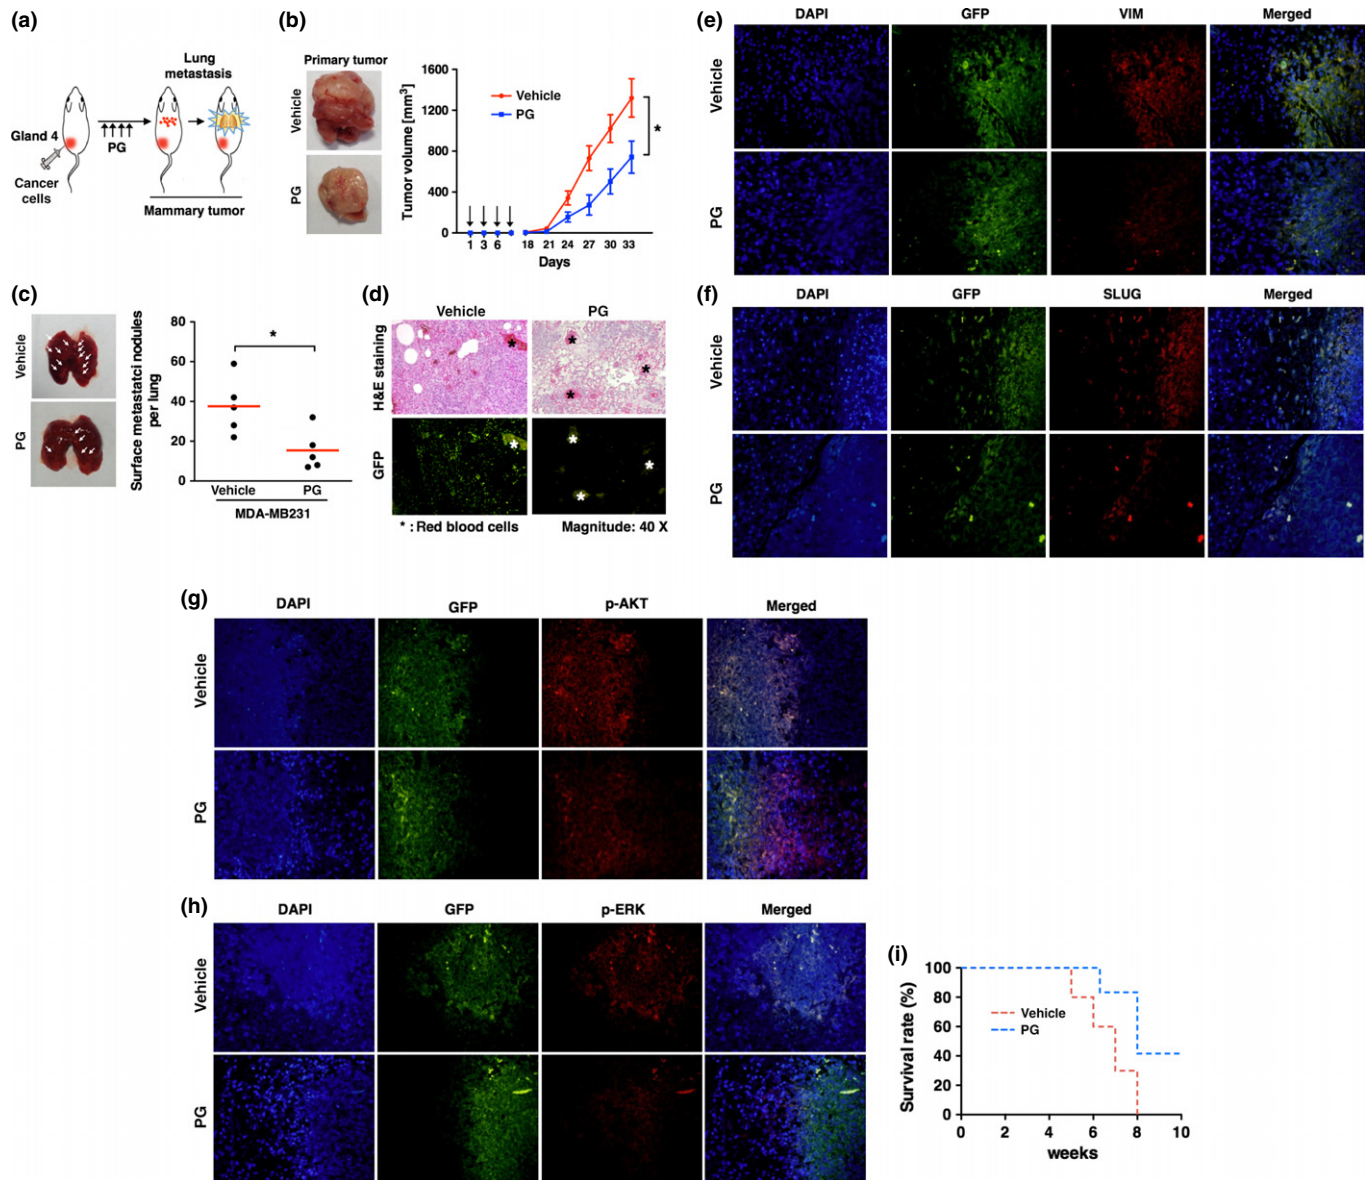 (a)
Lung
metastasis
Gland 4
PG
Cancer
cells
Mammary tumor
(b)
Primary tumor
Vehicle
PG
Tumor volume [mm³]
1600
1200
800
400
0
Vehicle
PG
*
1 3 6 18 21 24 27 30 33
Days
(c)
Vehicle
PG
Surface metastatci nodules
per lung
80
60
40
20
0
*
Vehicle PG
MDA-MB231
(d)
Vehicle PG
H&E staining
* * * *
GFP
* * * *
* : Red blood cells Magnitude: 40 X
(e)
DAPI GFP VIM Merged
Vehicle
PG
(f)
DAPI GFP SLUG Merged
Vehicle
PG
(g)
DAPI GFP p-AKT Merged
Vehicle
PG
(h)
DAPI GFP p-ERK Merged
Vehicle
PG
(i)
Survival rate (%)
100
80
60
40
20
0
Vehicle
PG
0 2 4 6 8 10
weeks